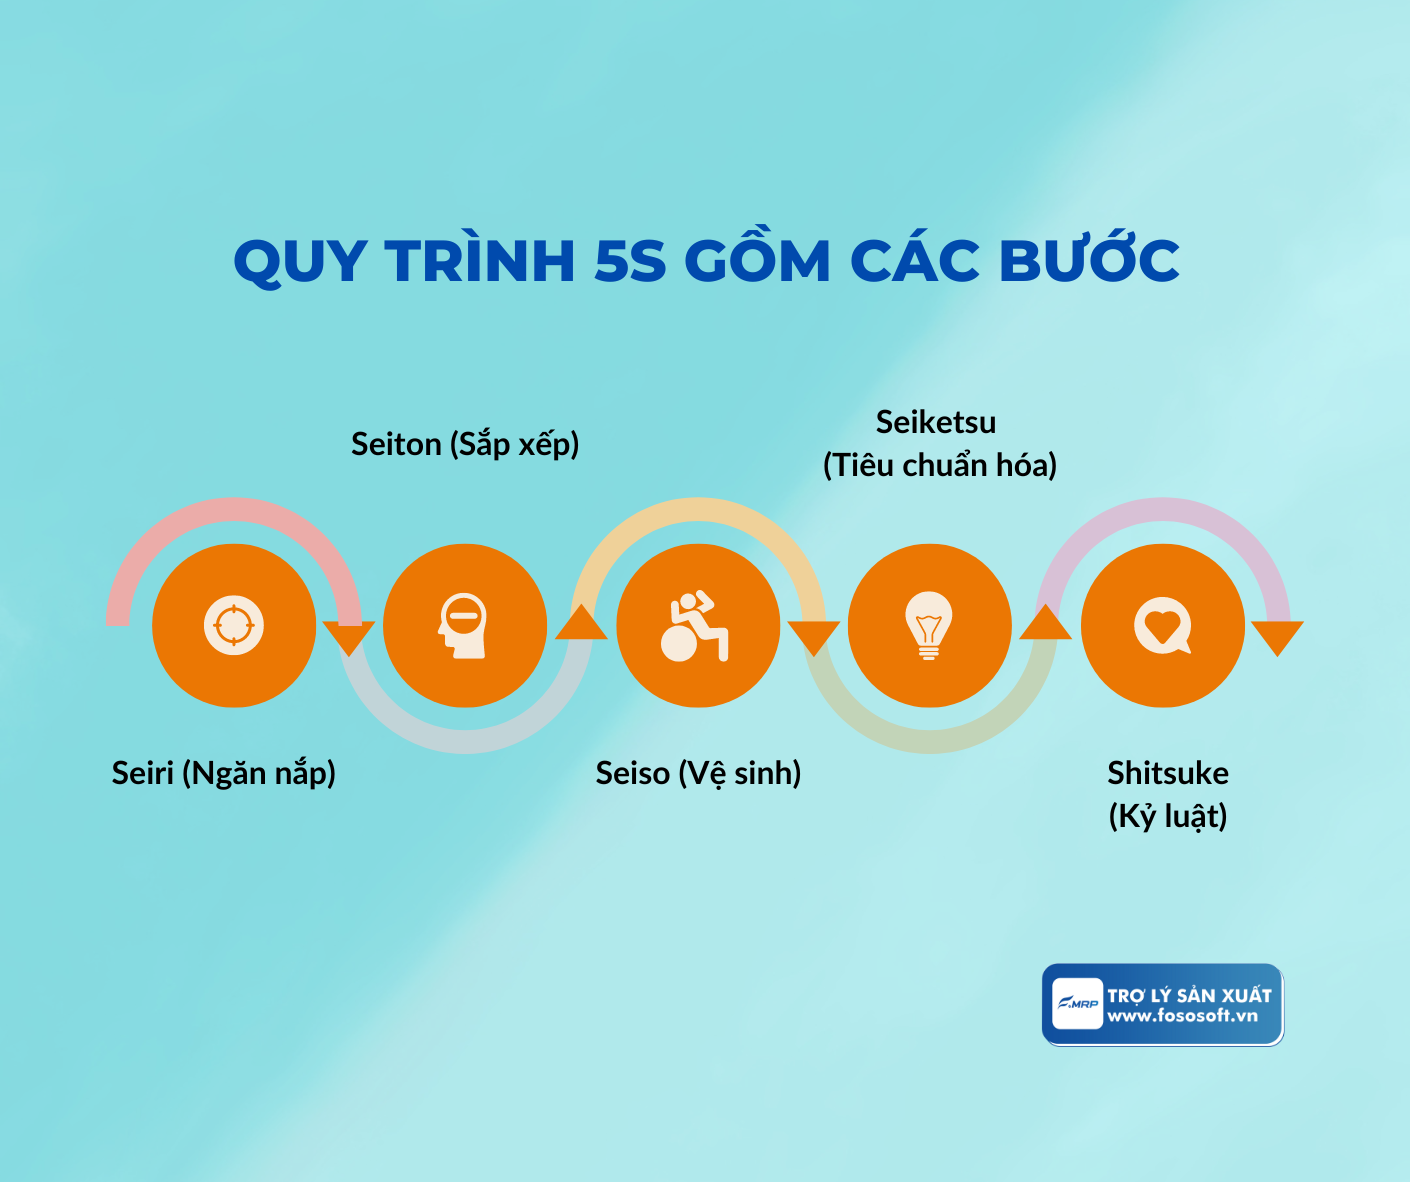 QUY TRÌNH 5S GỒM CÁC BƯỚC
Seiri (Ngăn nắp)
Seiton (Sắp xếp)
Seiso (Vệ sinh)
Seiketsu
(Tiêu chuẩn hóa)
Shitsuke
(Kỷ luật)
F.MRP
TRỢ LÝ SẢN XUẤT
www.fososoft.vn